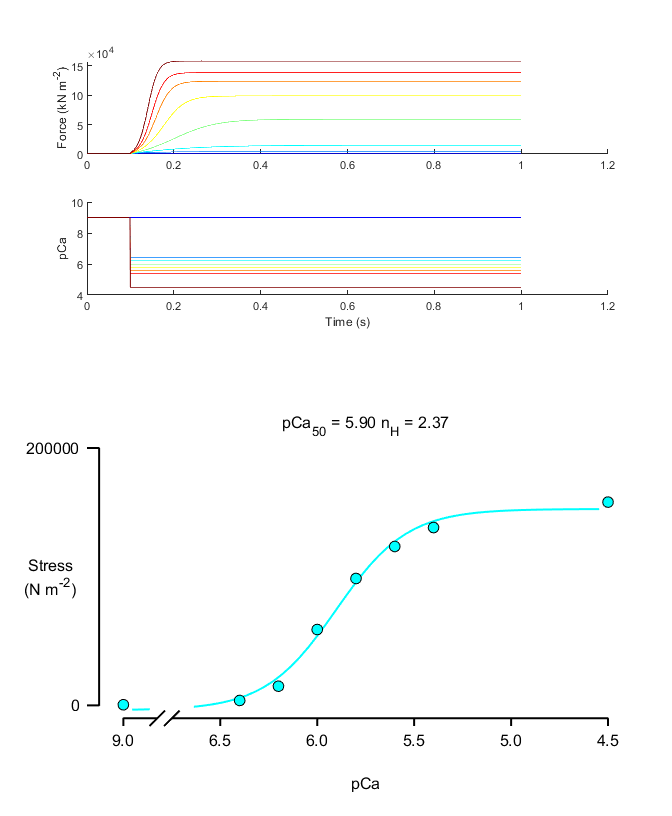 ×10^4
15
10
5
0
Force (kN m^-2)
0 0.2 0.4 0.6 0.8 1 1.2
10
8
6
4
pCa
0 0.2 0.4 0.6 0.8 1 1.2
Time (s)
pCa_50 = 5.90 n_H = 2.37
200000
Stress
(N m^-2)
0
9.0 6.5 6.0 5.5 5.0 4.5
pCa